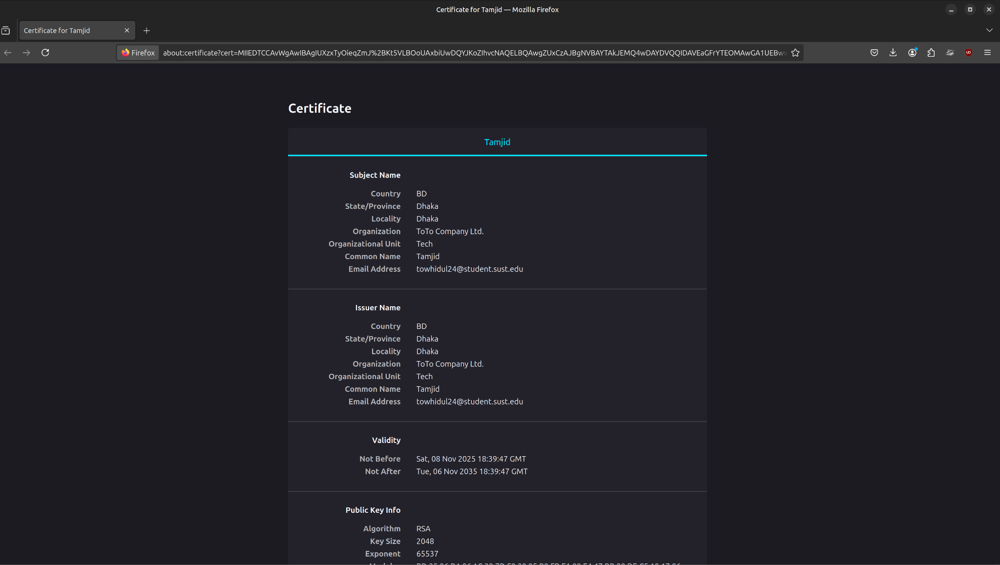 Certificate for Tamjid — Mozilla Firefox
Certificate for Tamjid
Firefox about:certificate?cert=MIIEDTCCAvWgAwIBAgIUXzxTyOieqZmJ%2BKt5VLBOoUAxbiUwDQYJKoZIhvcNAQELBQAwgZUxCzAJBgNVBAYTAkJEMQ4wDAYDVQQIDAVEaGFrYTEOMAwGA1UEBww
Certificate
Tamjid
Subject Name
Country BD
State/Province Dhaka
Locality Dhaka
Organization ToTo Company Ltd.
Organizational Unit Tech
Common Name Tamjid
Email Address towhidul24@student.sust.edu
Issuer Name
Country BD
State/Province Dhaka
Locality Dhaka
Organization ToTo Company Ltd.
Organizational Unit Tech
Common Name Tamjid
Email Address towhidul24@student.sust.edu
Validity
Not Before Sat, 08 Nov 2025 18:39:47 GMT
Not After Tue, 06 Nov 2035 18:39:47 GMT
Public Key Info
Algorithm RSA
Key Size 2048
Exponent 65537